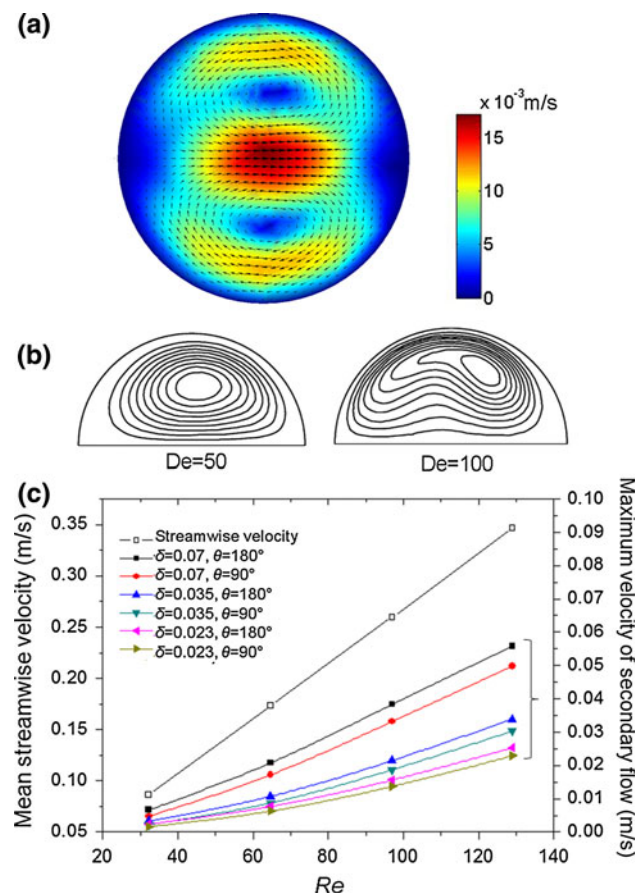 (a)
x 10⁻³m/s
15
10
5
0
(b)
De=50
De=100
(c)
Mean streamwise velocity (m/s)
0.35
0.30
0.25
0.20
0.15
0.10
0.05
Streamwise velocity
δ=0.07, θ=180°
δ=0.07, θ=90°
δ=0.035, θ=180°
δ=0.035, θ=90°
δ=0.023, θ=180°
δ=0.023, θ=90°
0.10
0.09
0.08
0.07
0.06
0.05
0.04
0.03
0.02
0.01
0.00
Maximum velocity of secondary flow (m/s)
20
40
60
80
100
120
140
Re